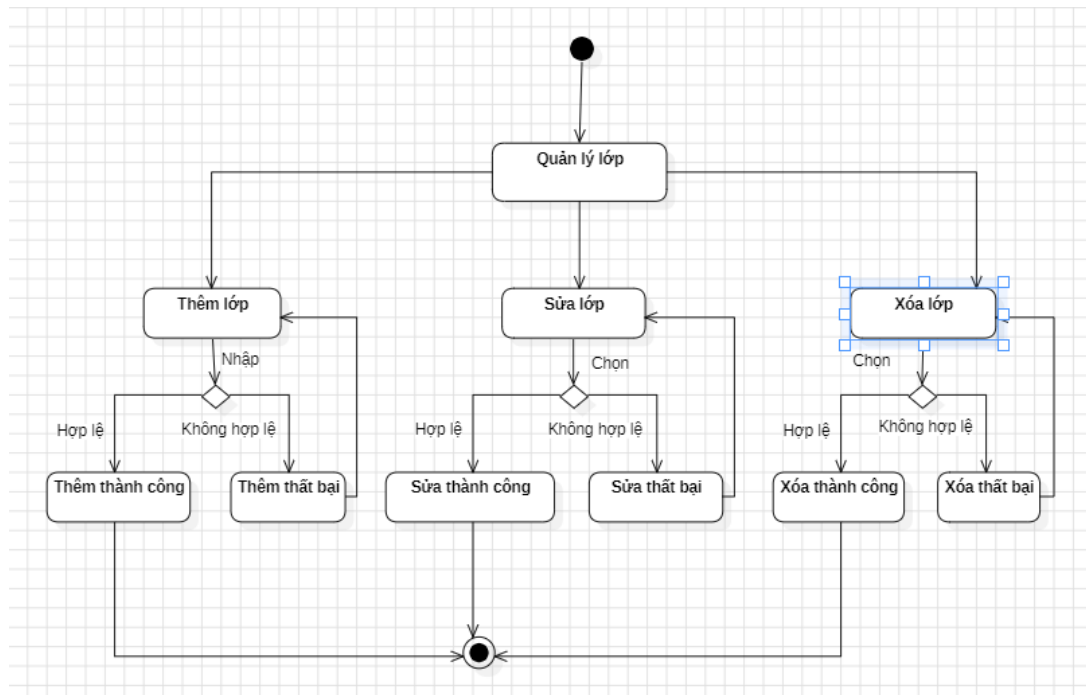 Quản lý lớp
Thêm lớp
Sửa lớp
Xóa lớp
Nhập
Chọn
Chọn
Hợp lệ
Không hợp lệ
Hợp lệ
Không hợp lệ
Hợp lệ
Không hợp lệ
Thêm thành công
Thêm thất bại
Sửa thành công
Sửa thất bại
Xóa thành công
Xóa thất bại